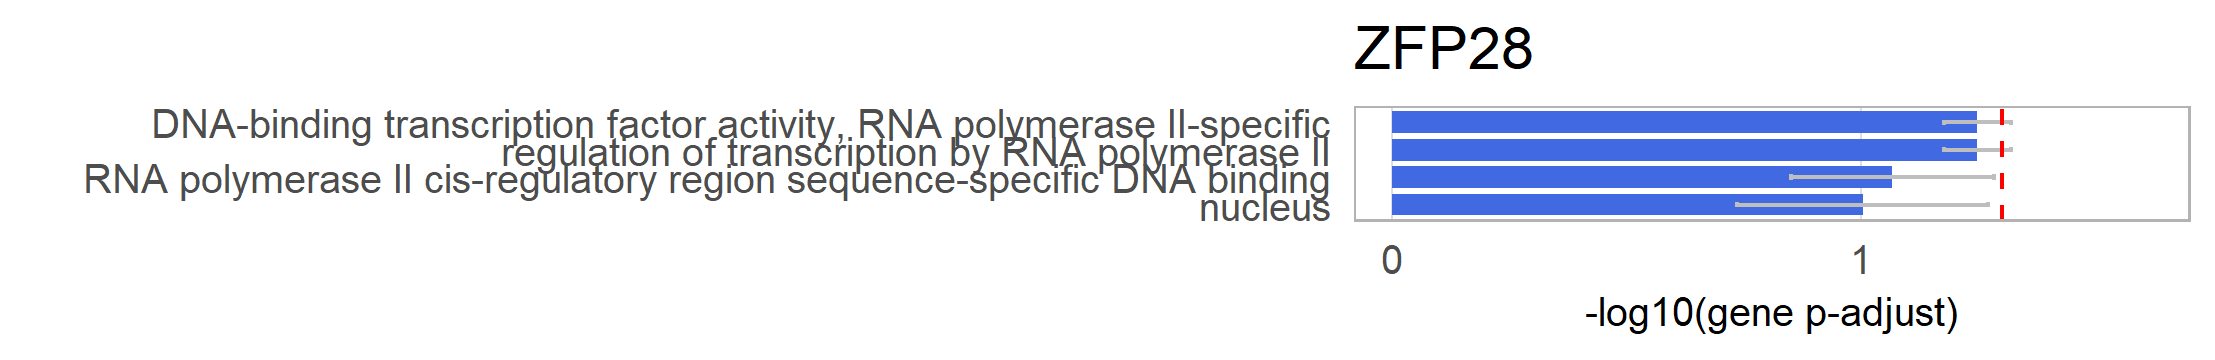 ZFP28
DNA-binding transcription factor activity, RNA polymerase II-specific
regulation of transcription by RNA polymerase II
RNA polymerase II cis-regulatory region sequence-specific DNA binding
nucleus
0 1
-log10(gene p-adjust)